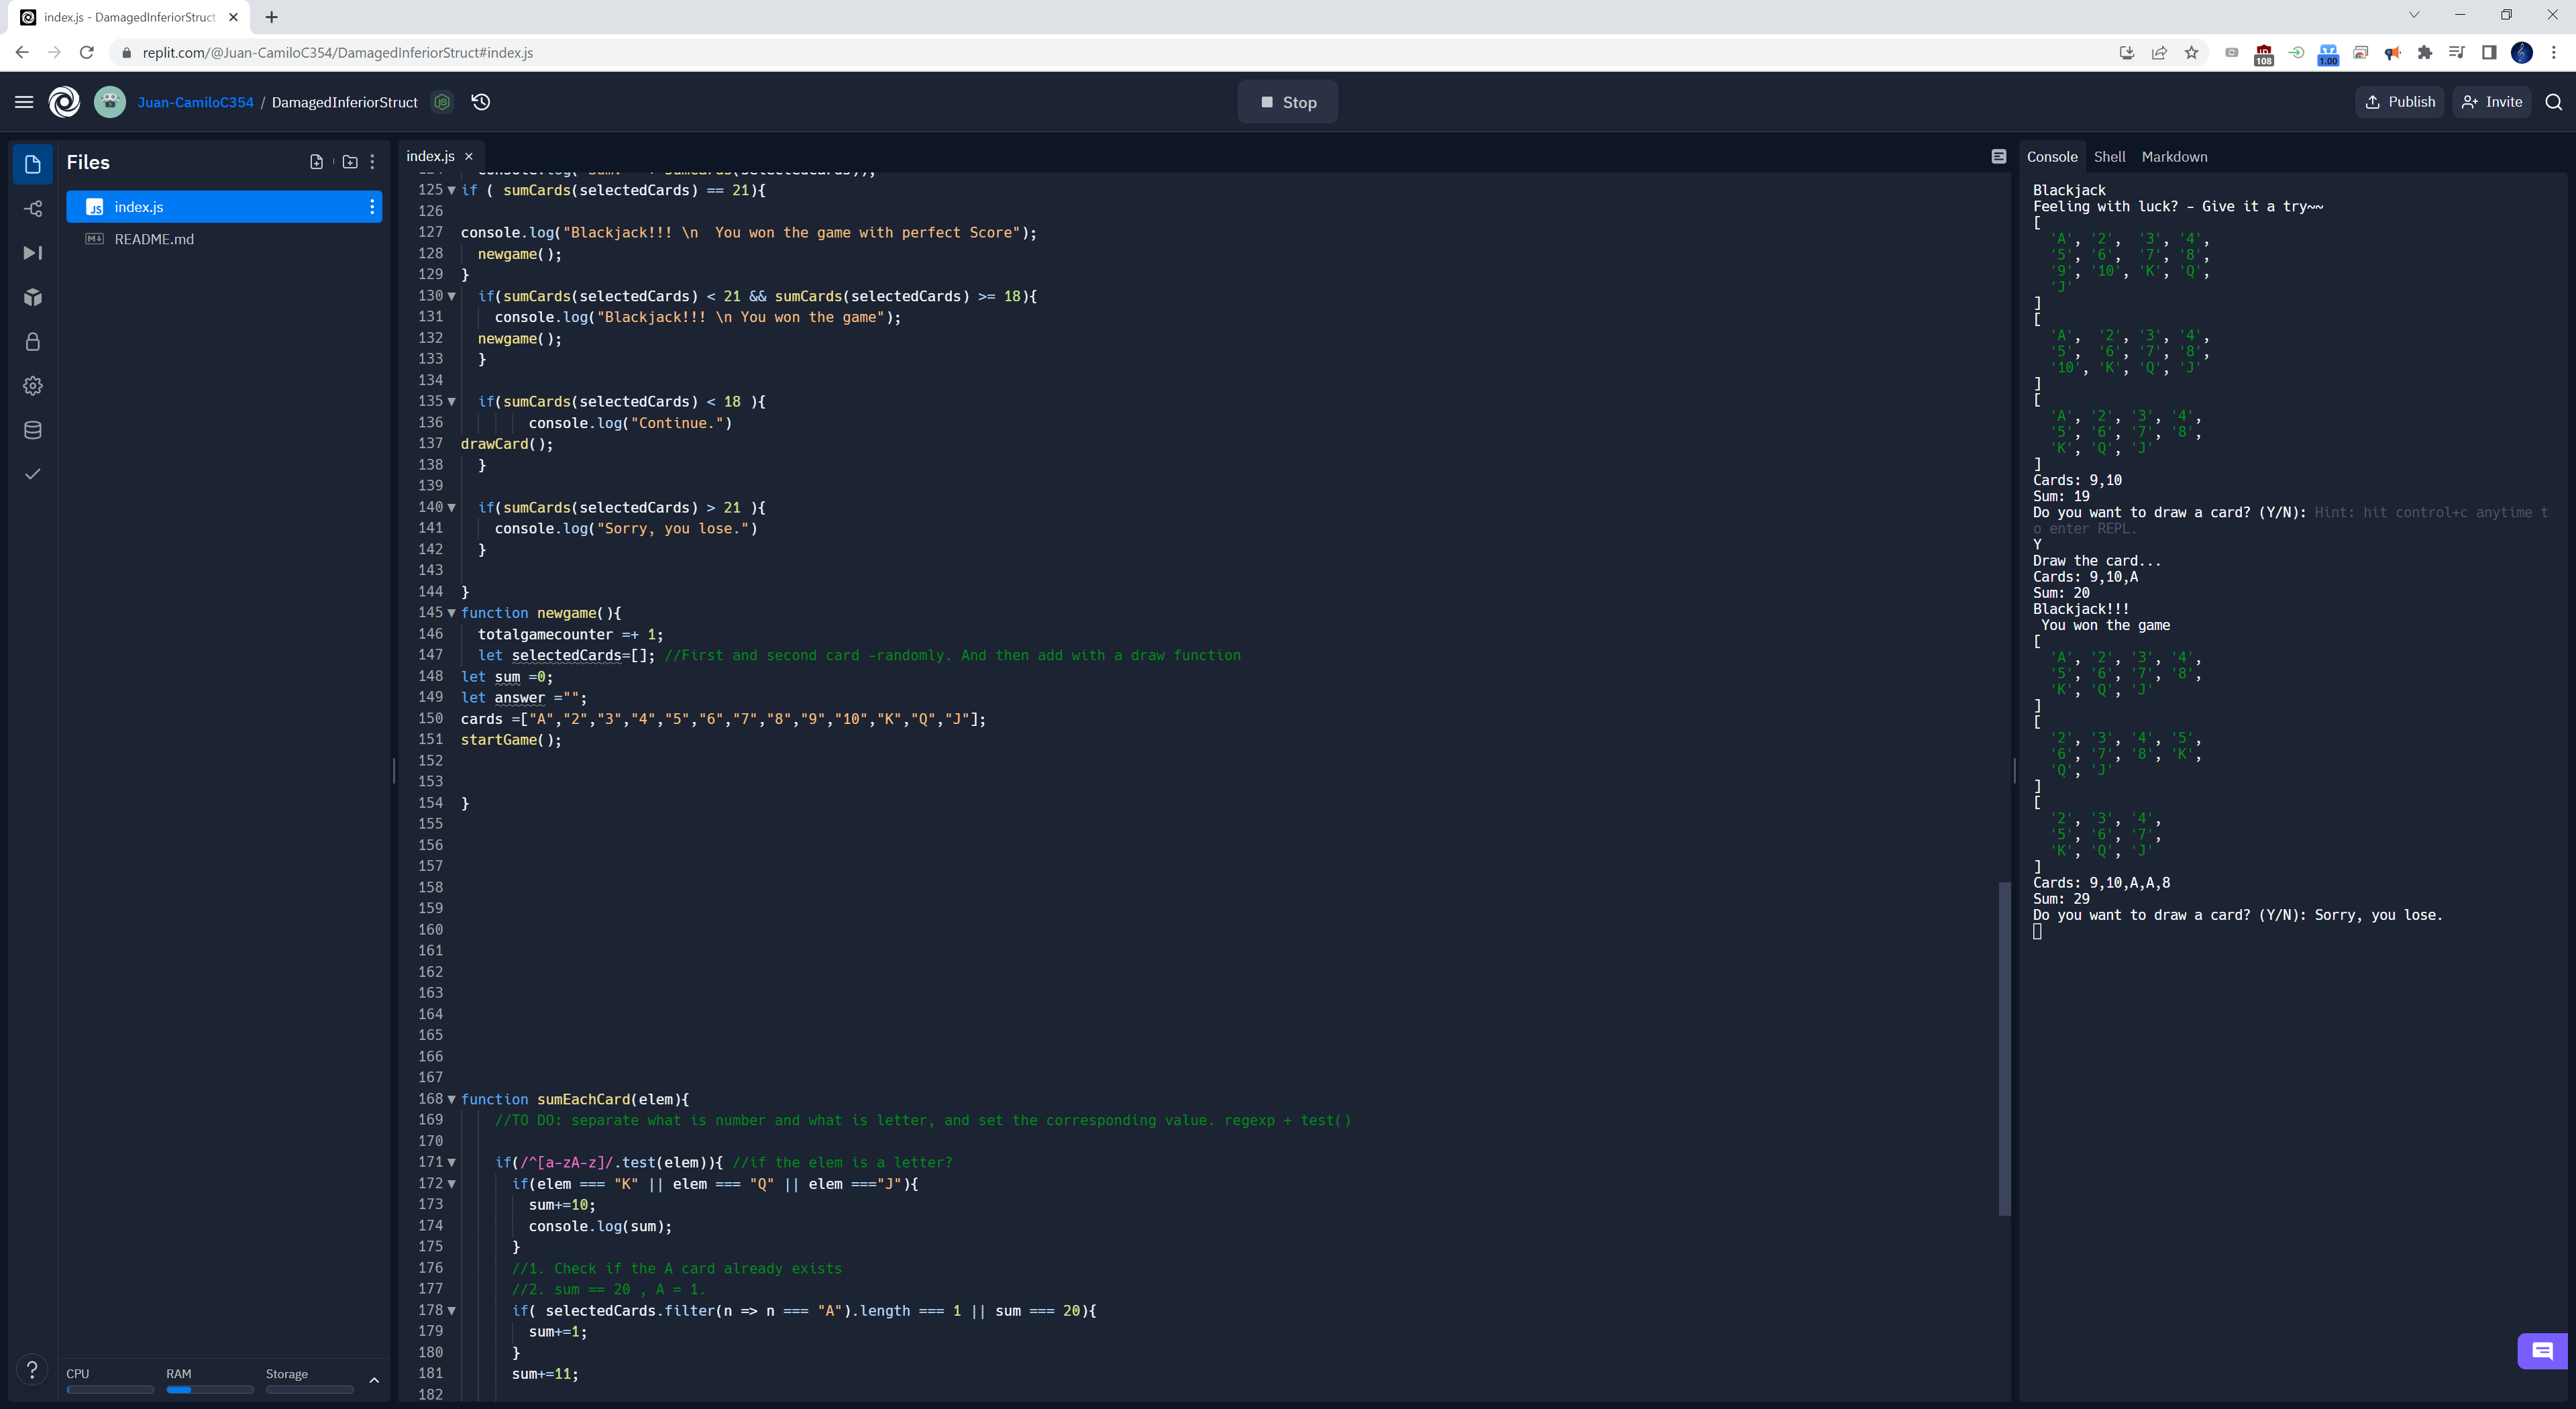 index.js - DamagedInferiorStruct
replit.com/@Juan-CamiloC354/DamagedInferiorStruct#index.js
108
1.00
Juan-CamiloC354 / DamagedInferiorStruct
Stop
Publish
Invite
Files
index.js
README.md
index.js
125 if ( sumCards(selectedCards) == 21){
126
127 console.log("Blackjack!!! \n  You won the game with perfect Score");
128 newgame();
129 }
130 if(sumCards(selectedCards) < 21 && sumCards(selectedCards) >= 18){
131 console.log("Blackjack!!! \n You won the game");
132 newgame();
133 }
134
135 if(sumCards(selectedCards) < 18 ){
136 console.log("Continue.")
137 drawCard();
138 }
139
140 if(sumCards(selectedCards) > 21 ){
141 console.log("Sorry, you lose.")
142 }
143
144 }
145 function newgame(){
146 totalgamecounter =+ 1;
147 let selectedCards=[]; //First and second card -randomly. And then add with a draw function
148 let sum =0;
149 let answer ="";
150 cards =["A","2","3","4","5","6","7","8","9","10","K","Q","J"];
151 startGame();
152
153
154 }
155
156
157
158
159
160
161
162
163
164
165
166
167
168 function sumEachCard(elem){
169 //TO DO: separate what is number and what is letter, and set the corresponding value. regexp + test()
170
171 if(/^[a-zA-z]/.test(elem)){ //if the elem is a letter?
172 if(elem === "K" || elem === "Q" || elem ==="J"){
173 sum+=10;
174 console.log(sum);
175 }
176 //1. Check if the A card already exists
177 //2. sum == 20 , A = 1.
178 if( selectedCards.filter(n => n === "A").length === 1 || sum === 20){
179 sum+=1;
180 }
181 sum+=11;
182
CPU
RAM
Storage
Console Shell Markdown
Blackjack
Feeling with luck? - Give it a try~~
[
'A', '2', '3', '4',
'5', '6', '7', '8',
'9', '10', 'K', 'Q',
'J'
]
[
'A', '2', '3', '4',
'5', '6', '7', '8',
'10', 'K', 'Q', 'J'
]
[
'A', '2', '3', '4',
'5', '6', '7', '8',
'K', 'Q', 'J'
]
Cards: 9,10
Sum: 19
Do you want to draw a card? (Y/N): Hint: hit control+c anytime t
o enter REPL.
Y
Draw the card...
Cards: 9,10,A
Sum: 20
Blackjack!!!
You won the game
[
'A', '2', '3', '4',
'5', '6', '7', '8',
'K', 'Q', 'J'
]
[
'2', '3', '4', '5',
'6', '7', '8', 'K',
'Q', 'J'
]
[
'2', '3', '4',
'5', '6', '7',
'K', 'Q', 'J'
]
Cards: 9,10,A,A,8
Sum: 29
Do you want to draw a card? (Y/N): Sorry, you lose.